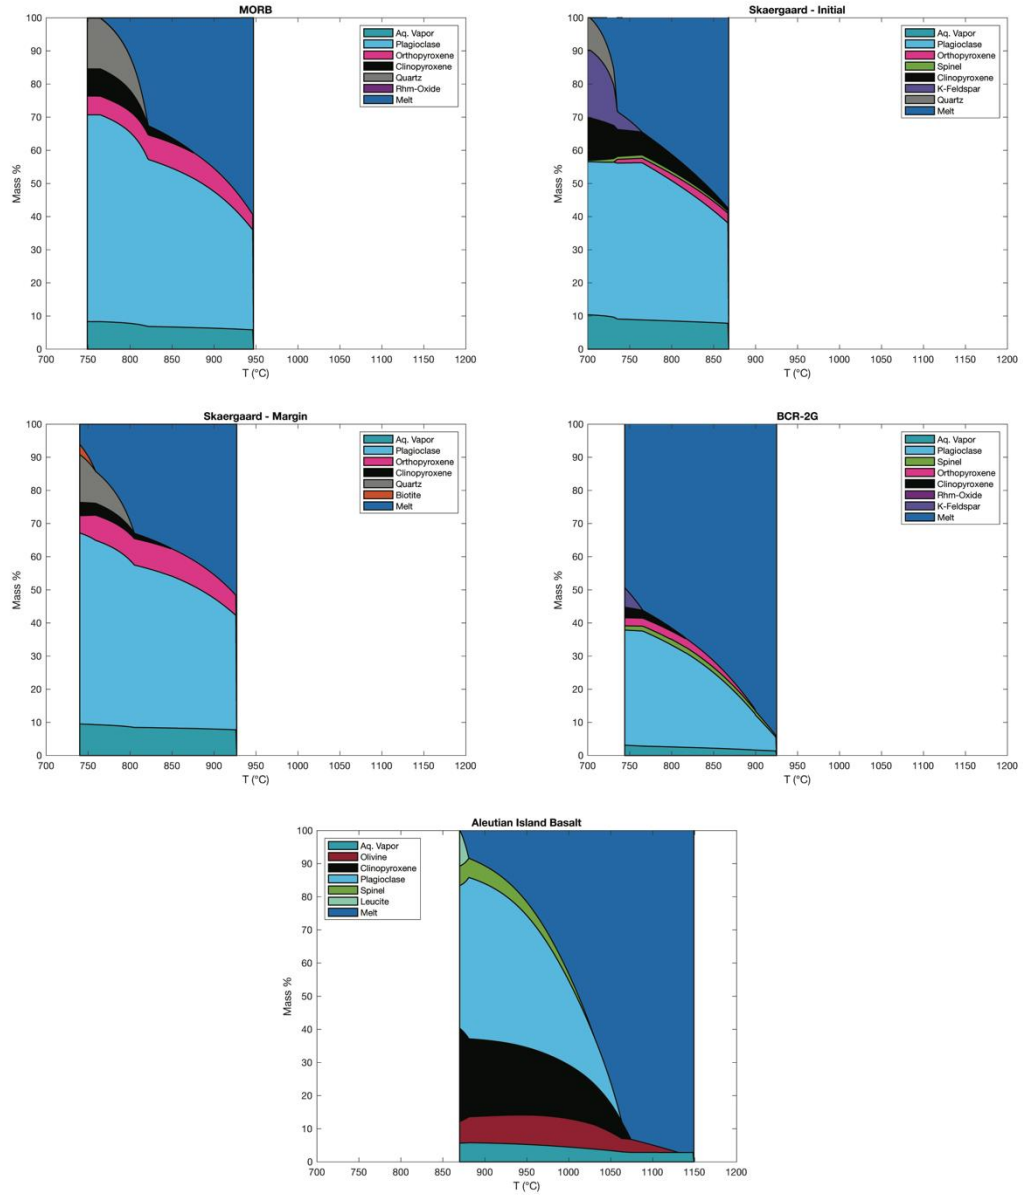 MORB
100
90
80
70
60
50
40
30
20
10
0
Mass %
700 750 800 850 900 950 1000 1050 1100 1150 1200
T (°C)
Aq. Vapor
Plagioclase
Orthopyroxene
Clinopyroxene
Quartz
Rhm-Oxide
Melt
Skaergaard - Initial
100
90
80
70
60
50
40
30
20
10
0
Mass %
700 750 800 850 900 950 1000 1050 1100 1150 1200
T (°C)
Aq. Vapor
Plagioclase
Orthopyroxene
Spinel
Clinopyroxene
K-Feldspar
Quartz
Melt
Skaergaard - Margin
100
90
80
70
60
50
40
30
20
10
0
Mass %
700 750 800 850 900 950 1000 1050 1100 1150 1200
T (°C)
Aq. Vapor
Plagioclase
Orthopyroxene
Clinopyroxene
Quartz
Biotite
Melt
BCR-2G
100
90
80
70
60
50
40
30
20
10
0
Mass %
700 750 800 850 900 950 1000 1050 1100 1150 1200
T (°C)
Aq. Vapor
Plagioclase
Spinel
Orthopyroxene
Clinopyroxene
Rhm-Oxide
K-Feldspar
Melt
Aleutian Island Basalt
100
90
80
70
60
50
40
30
20
10
0
Mass %
700 750 800 850 900 950 1000 1050 1100 1150 1200
T (°C)
Aq. Vapor
Olivine
Clinopyroxene
Plagioclase
Spinel
Leucite
Melt